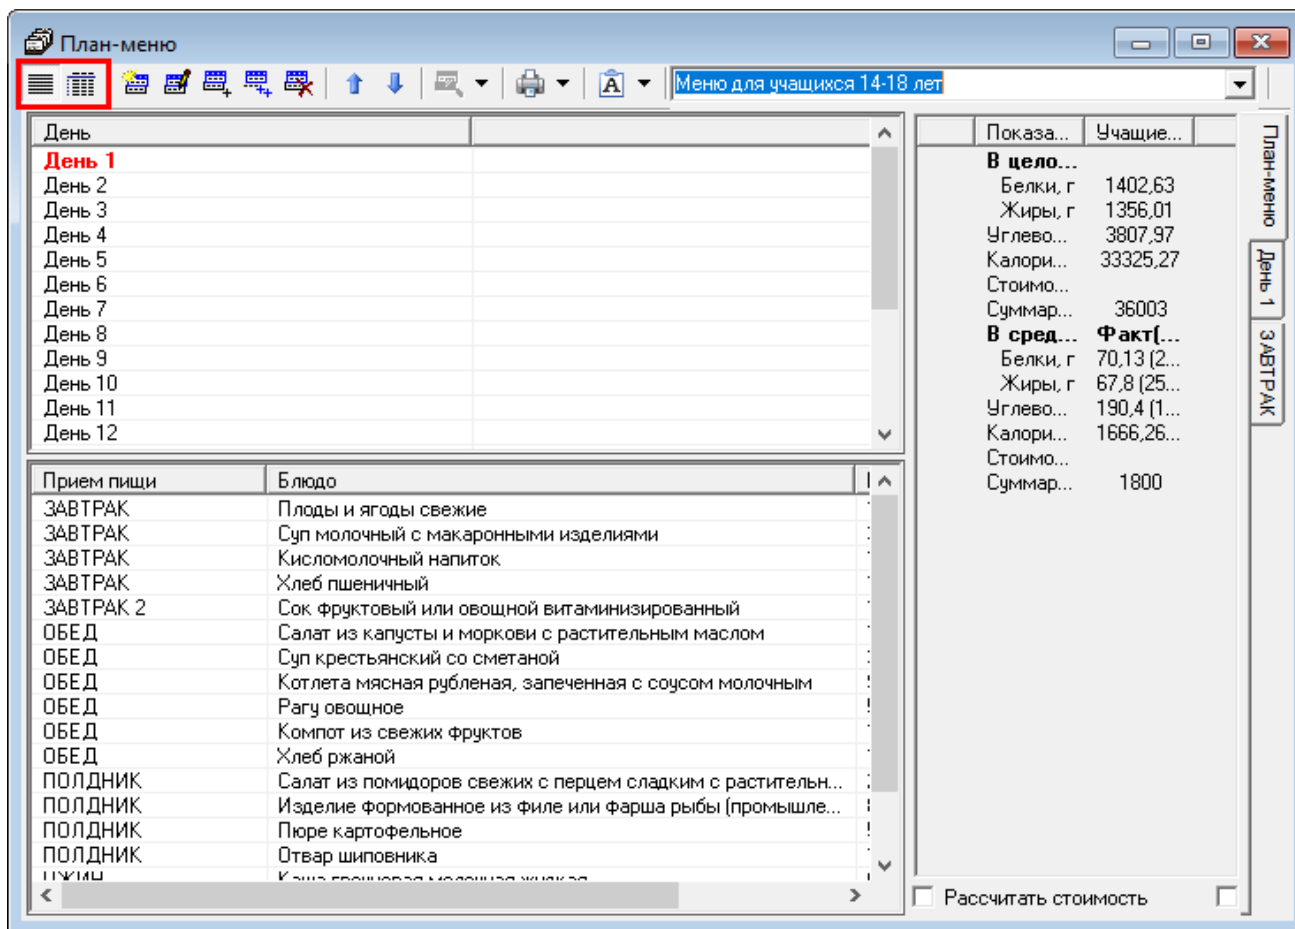 План-меню
A Меню для учащихся 14-18 лет
День
День 1
День 2
День 3
День 4
День 5
День 6
День 7
День 8
День 9
День 10
День 11
День 12
Прием пищи Блюдо
ЗАВТРАК Плоды и ягоды свежие
ЗАВТРАК Суп молочный с макаронными изделиями
ЗАВТРАК Кисломолочный напиток
ЗАВТРАК Хлеб пшеничный
ЗАВТРАК 2 Сок фруктовый или овощной витаминизированный
ОБЕД Салат из капусты и моркови с растительным маслом
ОБЕД Суп крестьянский со сметаной
ОБЕД Котлета мясная рубленая, запеченная с соусом молочным
ОБЕД Рагу овощное
ОБЕД Компот из свежих фруктов
ОБЕД Хлеб ржаной
ПОЛДНИК Салат из помидоров свежих с перцем сладким с растительн...
ПОЛДНИК Изделие формованное из филе или фарша рыбы (промышле...
ПОЛДНИК Пюре картофельное
ПОЛДНИК Отвар шиповника
УЖИН Каша гречневая молочная жидкая
Показа... Учащие...
В цело...
Белки, г 1402,63
Жиры, г 1356,01
Углево... 3807,97
Калори... 33325,27
Стоимо...
Суммар... 36003
В сред... Факт(...
Белки, г 70,13 (2...
Жиры, г 67,8 (25...
Углево... 190,4 (1...
Калори... 1666,26...
Стоимо...
Суммар... 1800
Рассчитать стоимость
План-меню
День 1
ЗАВТРАК